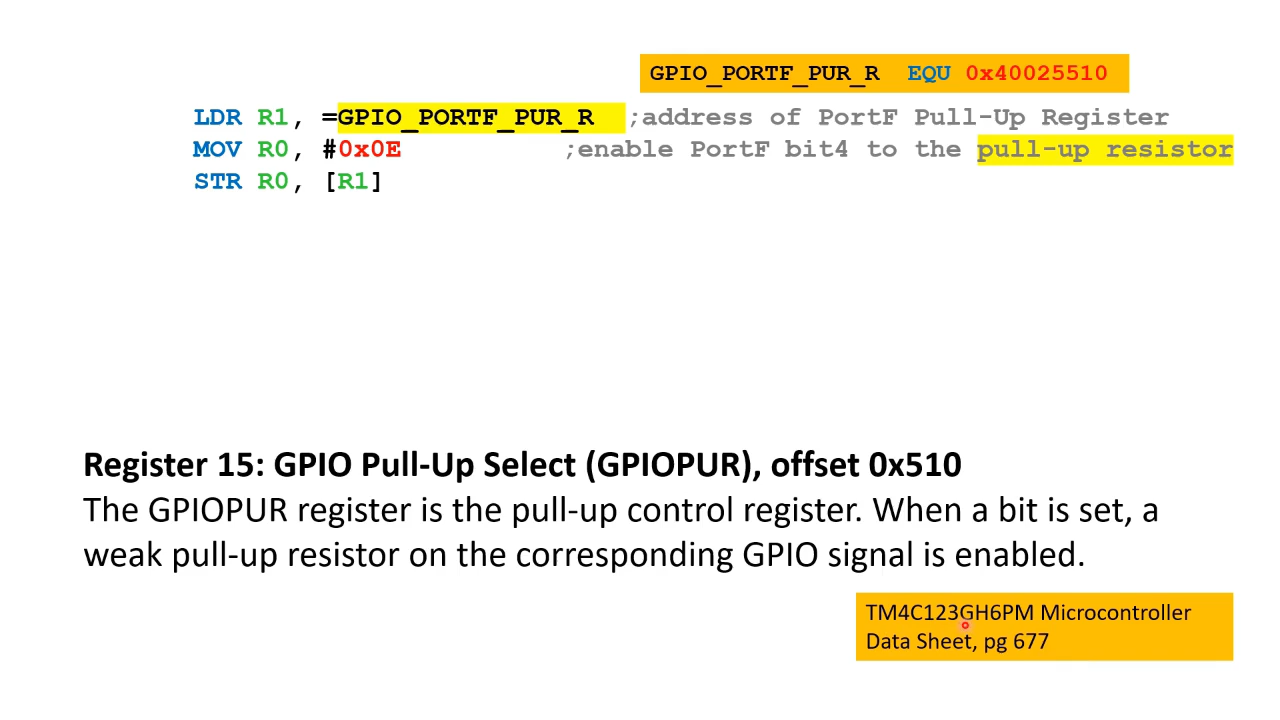 GPIO_PORTF_PUR_R EQU 0x40025510
LDR R1, =GPIO_PORTF_PUR_R ;address of PortF Pull-Up Register
MOV R0, #0x0E ;enable PortF bit4 to the pull-up resistor
STR R0, [R1]
Register 15: GPIO Pull-Up Select (GPIOPUR), offset 0x510
The GPIOPUR register is the pull-up control register. When a bit is set, a
weak pull-up resistor on the corresponding GPIO signal is enabled.
TM4C123GH6PM Microcontroller
Data Sheet, pg 677